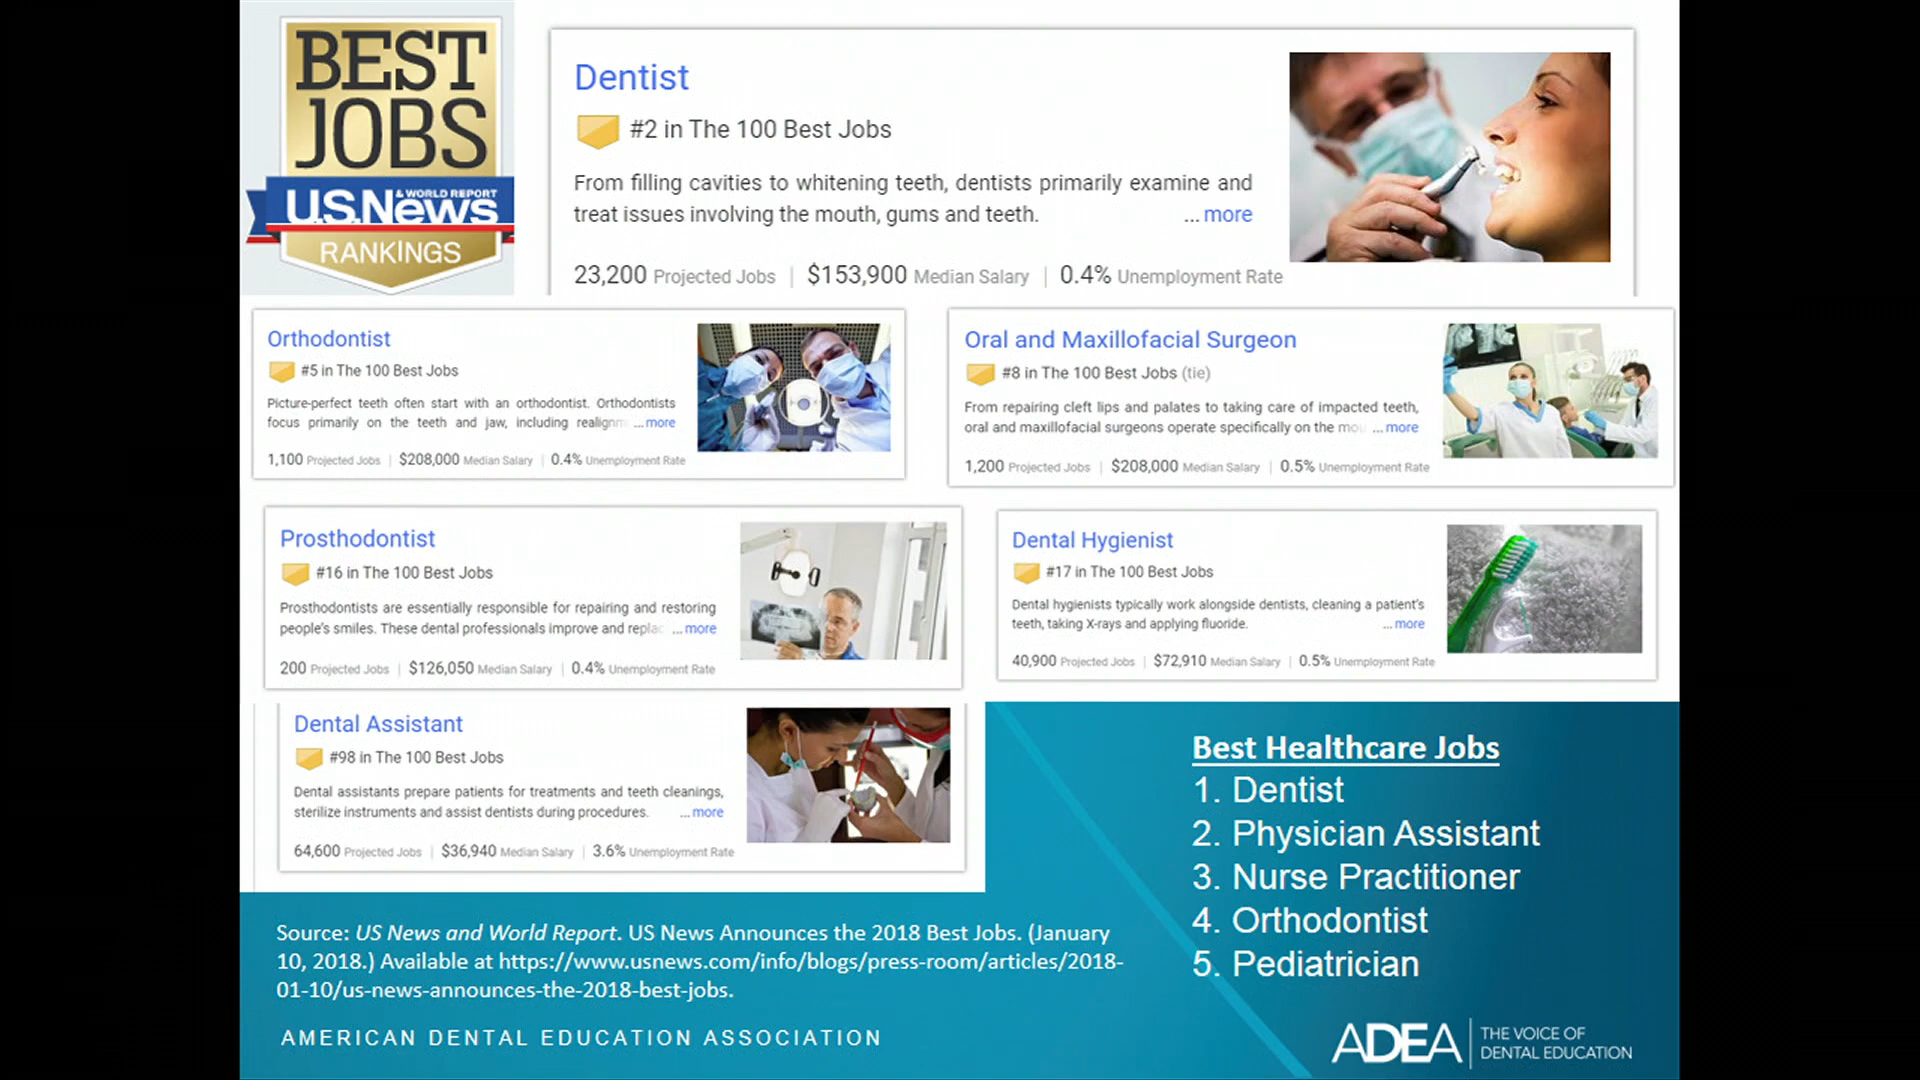 BEST
JOBS
U.S.News
& WORLD REPORT
RANKINGS
Dentist
#2 in The 100 Best Jobs
From filling cavities to whitening teeth, dentists primarily examine and
treat issues involving the mouth, gums and teeth. ... more
23,200 Projected Jobs | $153,900 Median Salary | 0.4% Unemployment Rate
Orthodontist
#5 in The 100 Best Jobs
Picture-perfect teeth often start with an orthodontist. Orthodontists
focus primarily on the teeth and jaw, including realignm ... more
1,100 Projected Jobs | $208,000 Median Salary | 0.4% Unemployment Rate
Oral and Maxillofacial Surgeon
#8 in The 100 Best Jobs (tie)
From repairing cleft lips and palates to taking care of impacted teeth,
oral and maxillofacial surgeons operate specifically on the mou ... more
1,200 Projected Jobs | $208,000 Median Salary | 0.5% Unemployment Rate
Prosthodontist
#16 in The 100 Best Jobs
Prosthodontists are essentially responsible for repairing and restoring
people's smiles. These dental professionals improve and replac ... more
200 Projected Jobs | $126,050 Median Salary | 0.4% Unemployment Rate
Dental Hygienist
#17 in The 100 Best Jobs
Dental hygienists typically work alongside dentists, cleaning a patient's
teeth, taking X-rays and applying fluoride. ... more
40,900 Projected Jobs | $72,910 Median Salary | 0.5% Unemployment Rate
Dental Assistant
#98 in The 100 Best Jobs
Dental assistants prepare patients for treatments and teeth cleanings,
sterilize instruments and assist dentists during procedures. ... more
64,600 Projected Jobs | $36,940 Median Salary | 3.6% Unemployment Rate
Best Healthcare Jobs
1. Dentist
2. Physician Assistant
3. Nurse Practitioner
4. Orthodontist
5. Pediatrician
Source: US News and World Report. US News Announces the 2018 Best Jobs. (January
10, 2018.) Available at https://www.usnews.com/info/blogs/press-room/articles/2018-
01-10/us-news-announces-the-2018-best-jobs.
AMERICAN DENTAL EDUCATION ASSOCIATION
ADEA
THE VOICE OF
DENTAL EDUCATION